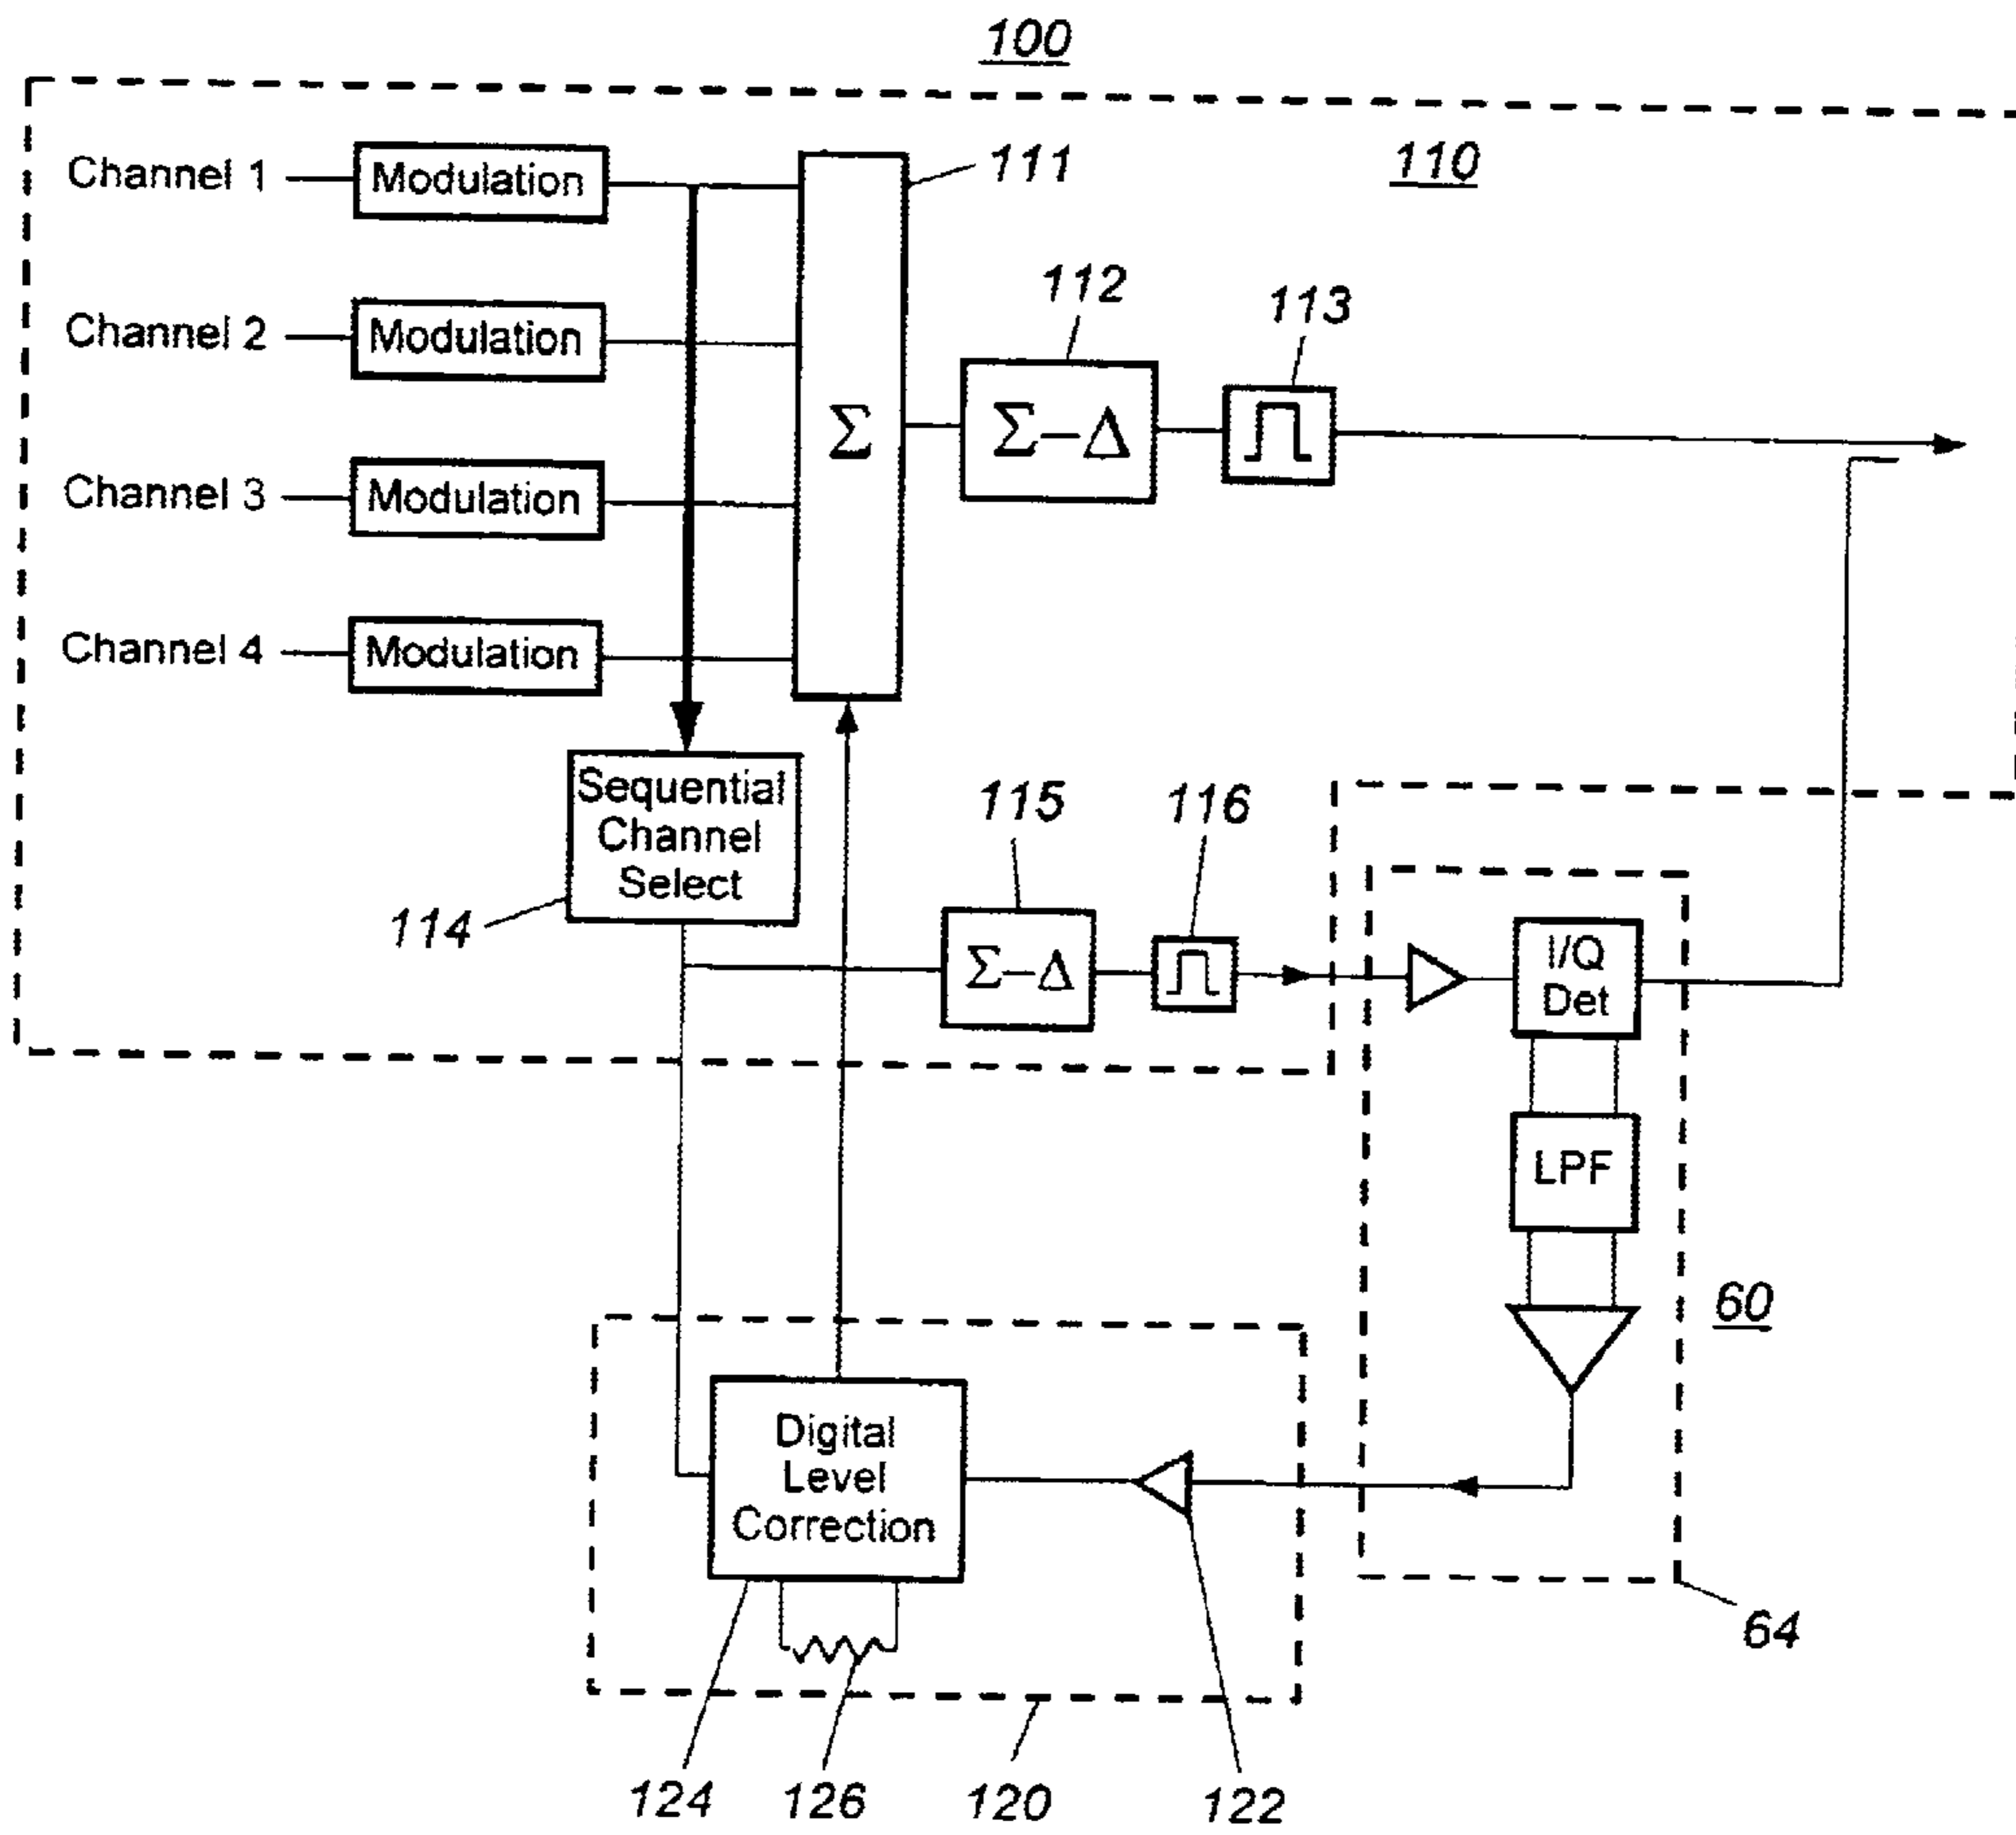 100
110
Channel 1
Modulation
111
Channel 2
Modulation
112
113
Σ
Σ–Δ
Channel 3
Modulation
Channel 4
Modulation
Sequential
Channel
Select
114
115
116
Σ–Δ
I/Q
Det
LPF
60
Digital
Level
Correction
64
124
126
120
122